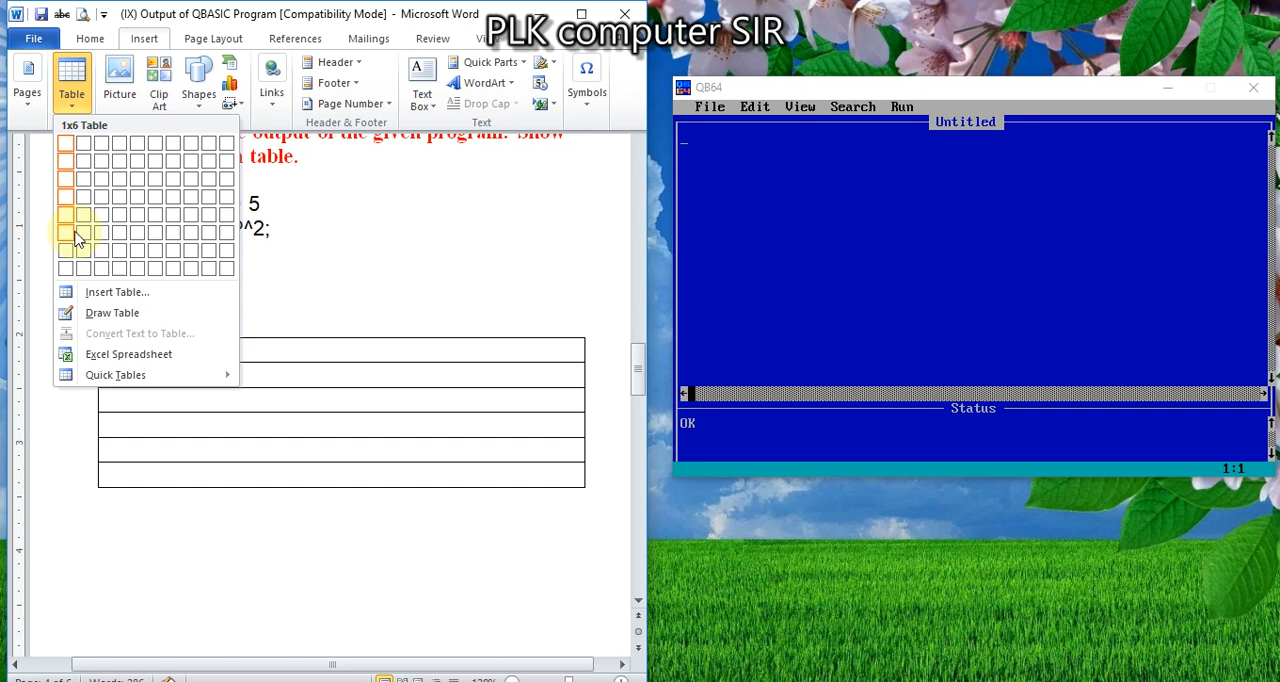 (IX) Output of QBASIC Program [Compatibility Mode] - Microsoft Word
PLK computer SIR
File Home Insert Page Layout References Mailings Review
Pages
Table
Picture
Clip Art
Shapes
Links
Header
Footer
Page Number
Header & Footer
Text Box
Quick Parts
WordArt
Drop Cap
Text
Symbols
1x6 Table
Insert Table...
Draw Table
Convert Text to Table...
Excel Spreadsheet
Quick Tables
output of the given program. Show
table.
5
^2;
QB64
File Edit View Search Run
Untitled
Status
OK
1:1